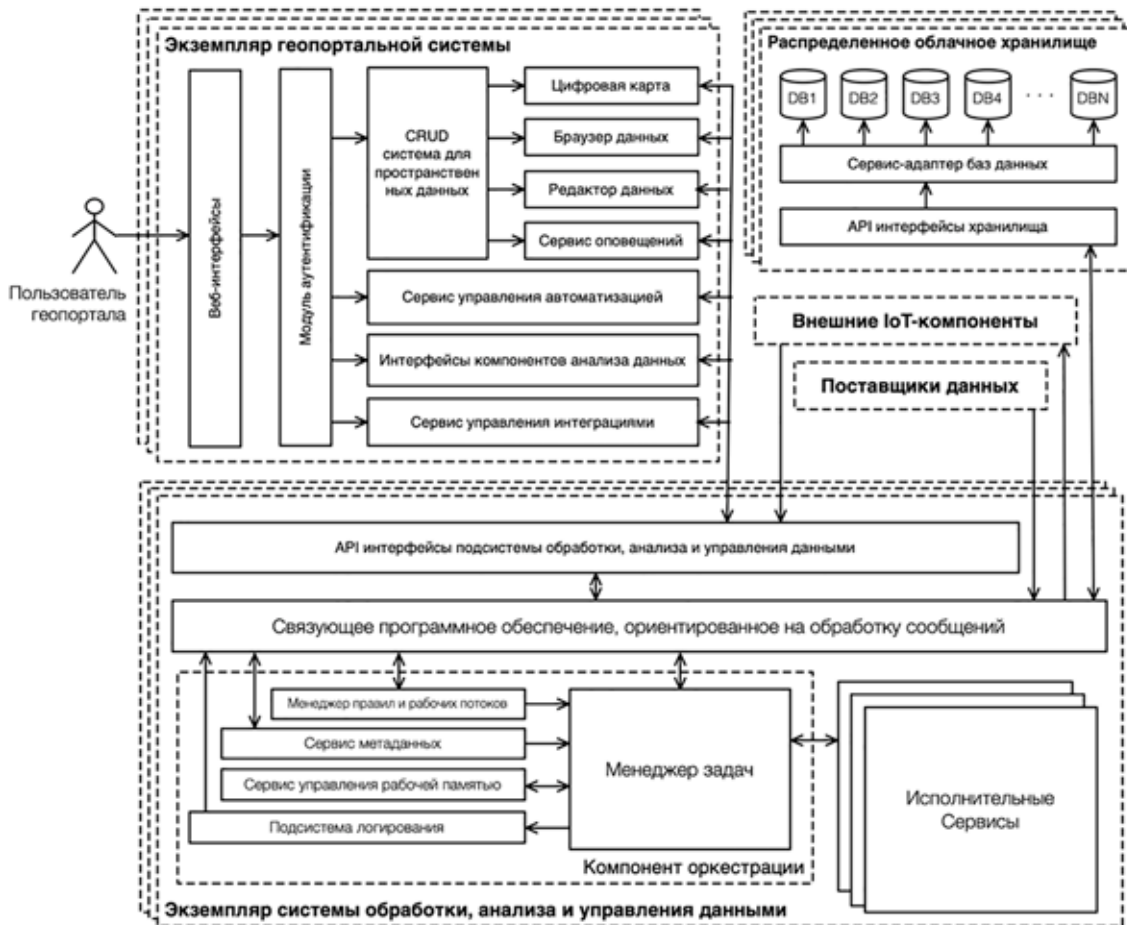 Экземпляр геопортальной системы
Распределенное облачное хранилище
DB1
DB2
DB3
DB4
. . .
DBN
Сервис-адаптер баз данных
API интерфейсы хранилища
Пользователь
геопортала
Веб-интерфейсы
Модуль аутентификации
CRUD
система для
пространствен
ных данных
Цифровая карта
Браузер данных
Редактор данных
Сервис оповещений
Сервис управления автоматизацией
Интерфейсы компонентов анализа данных
Сервис управления интеграциями
Внешние IoT-компоненты
Поставщики данных
API интерфейсы подсистемы обработки, анализа и управления данными
Связующее программное обеспечение, ориентированное на обработку сообщений
Менеджер правил и рабочих потоков
Сервис метаданных
Сервис управления рабочей памятью
Подсистема логирования
Менеджер задач
Компонент оркестрации
Исполнительные
Сервисы
Экземпляр системы обработки, анализа и управления данными